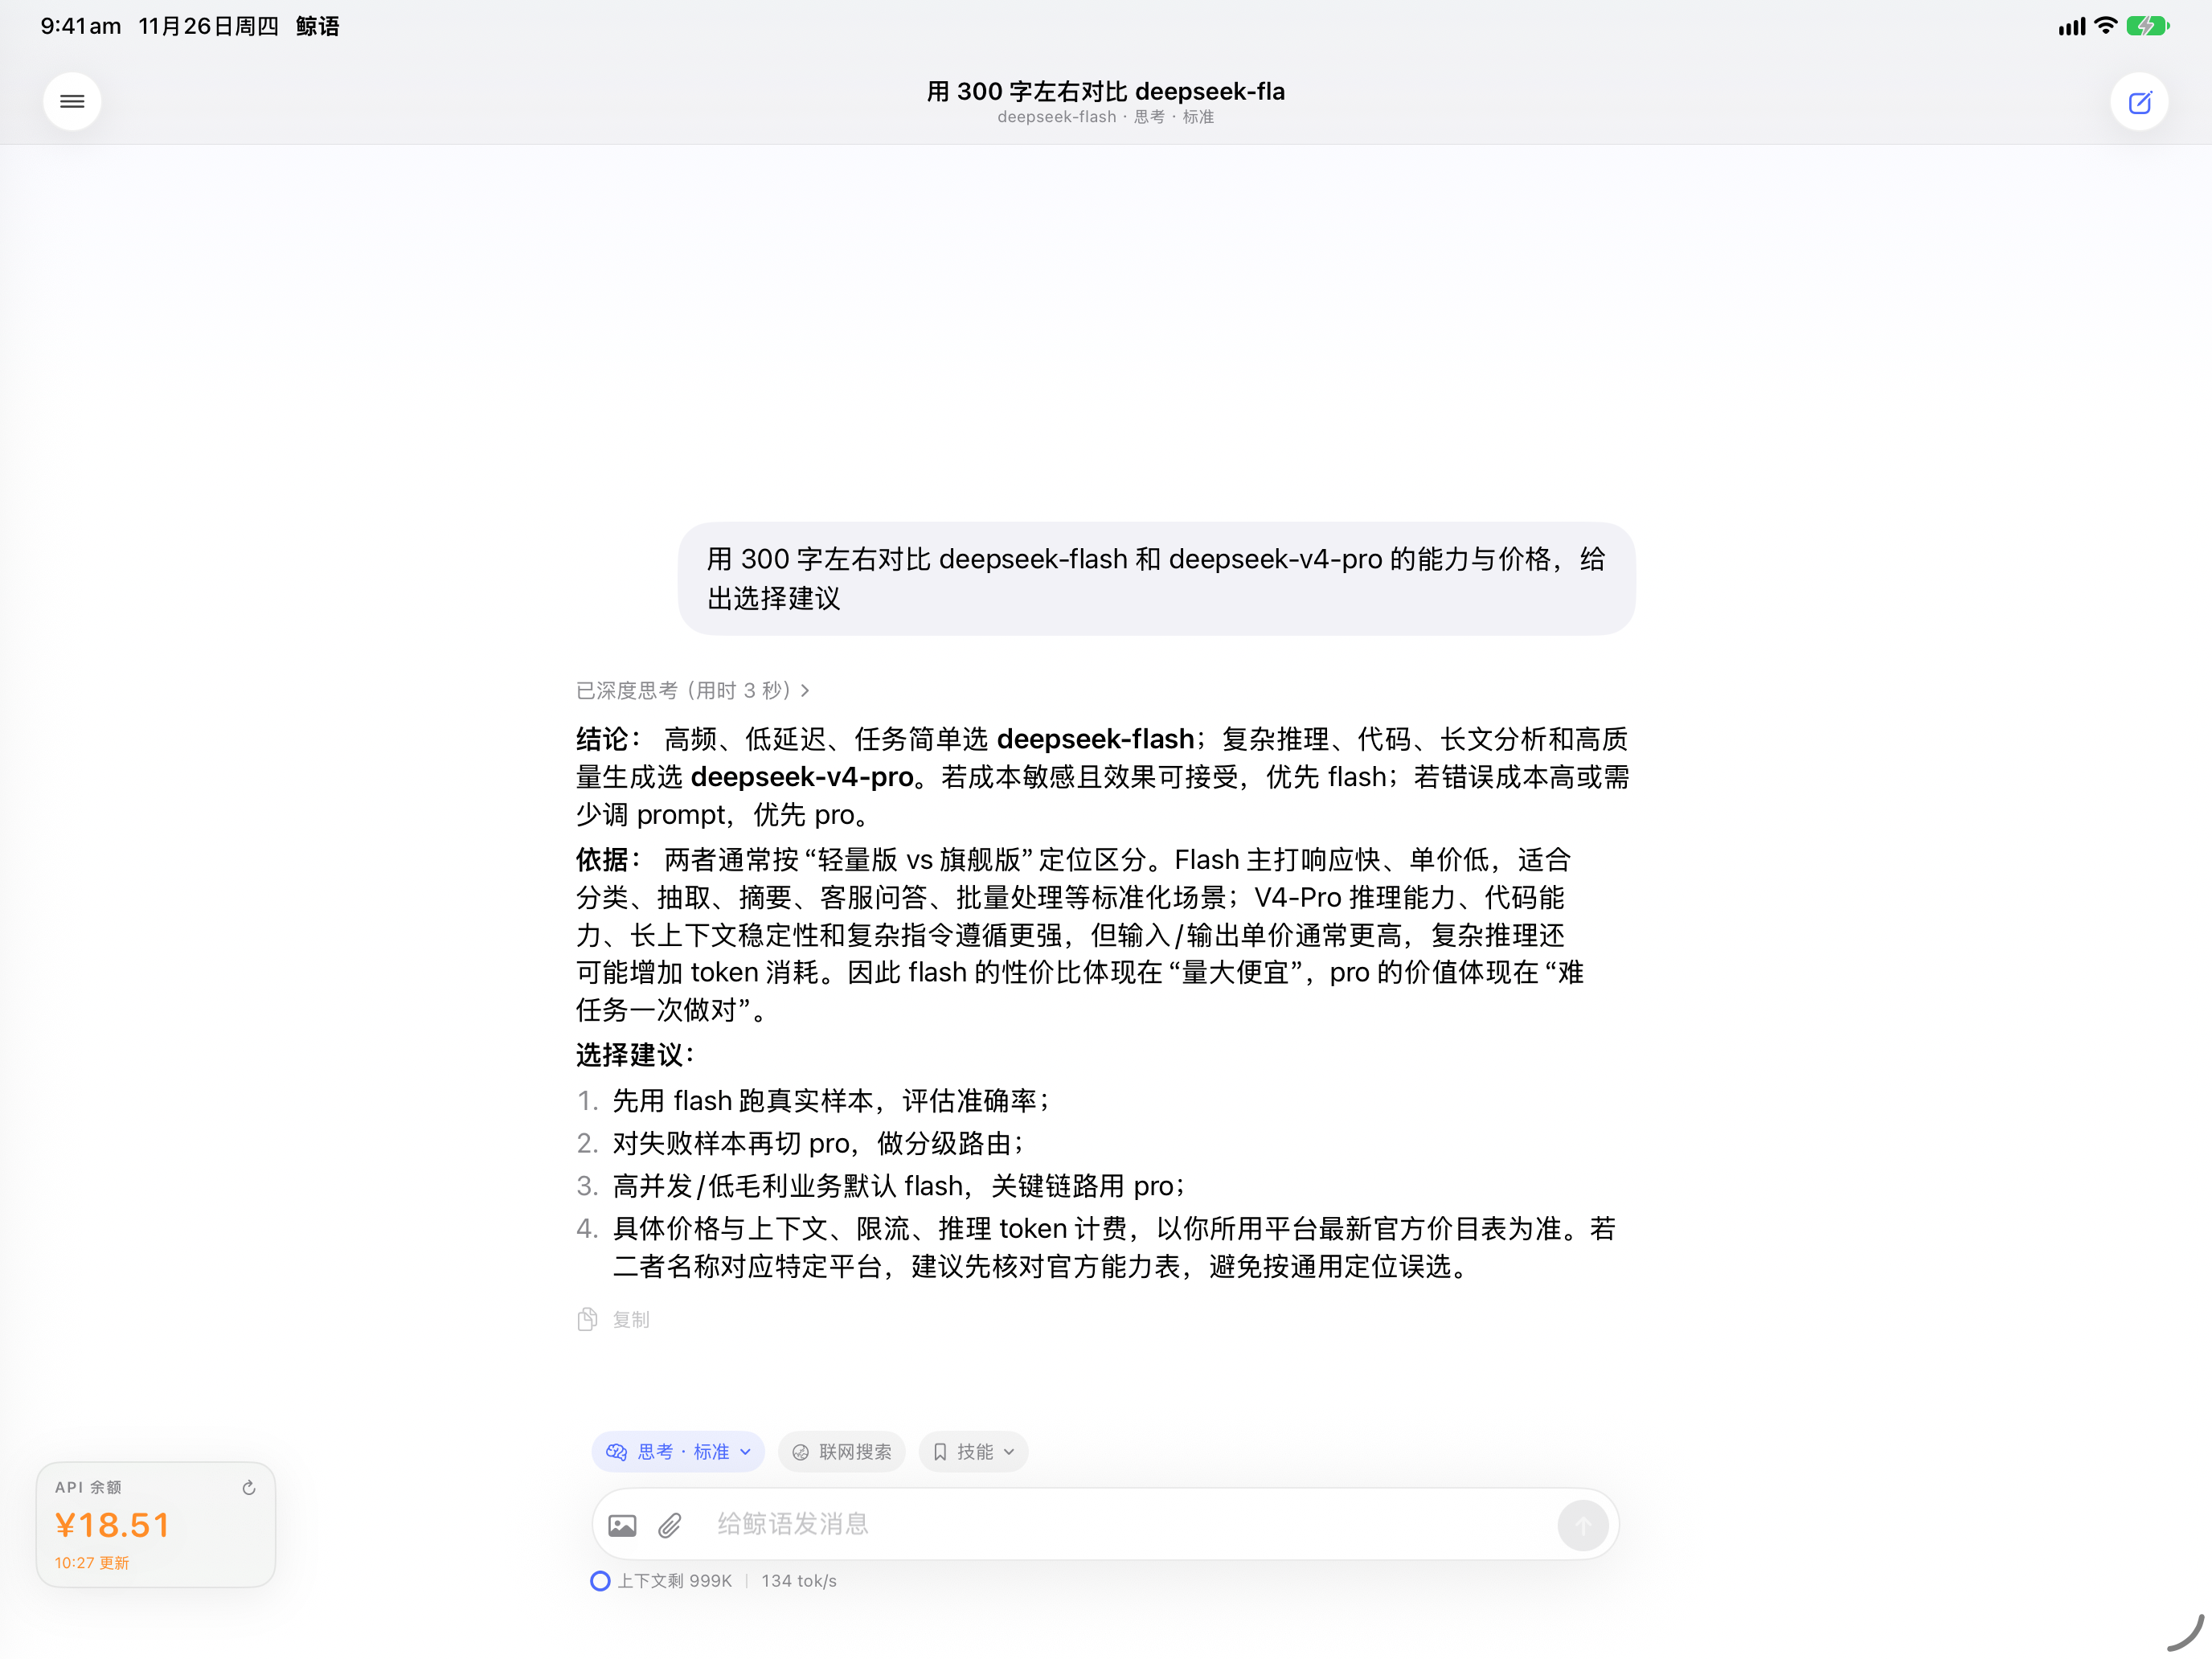 9:41am 11月26日周四 鲸语
用 300 字左右对比 deepseek-fla
deepseek-flash · 思考 · 标准
用 300 字左右对比 deepseek-flash 和 deepseek-v4-pro 的能力与价格，给
出选择建议
已深度思考（用时 3 秒）
结论： 高频、低延迟、任务简单选 deepseek-flash；复杂推理、代码、长文分析和高质
量生成选 deepseek-v4-pro。若成本敏感且效果可接受，优先 flash；若错误成本高或需
少调 prompt，优先 pro。
依据： 两者通常按“轻量版 vs 旗舰版”定位区分。Flash 主打响应快、单价低，适合
分类、抽取、摘要、客服问答、批量处理等标准化场景；V4-Pro 推理能力、代码能
力、长上下文稳定性和复杂指令遵循更强，但输入/输出单价通常更高，复杂推理还
可能增加 token 消耗。因此 flash 的性价比体现在“量大便宜”，pro 的价值体现在“难
任务一次做对”。
选择建议：
1. 先用 flash 跑真实样本，评估准确率；
2. 对失败样本再切 pro，做分级路由；
3. 高并发/低毛利业务默认 flash，关键链路用 pro；
4. 具体价格与上下文、限流、推理 token 计费，以你所用平台最新官方价目表为准。若
二者名称对应特定平台，建议先核对官方能力表，避免按通用定位误选。
复制
思考 · 标准 联网搜索 技能
API 余额
¥18.51
10:27 更新
给鲸语发消息
上下文剩 999K | 134 tok/s